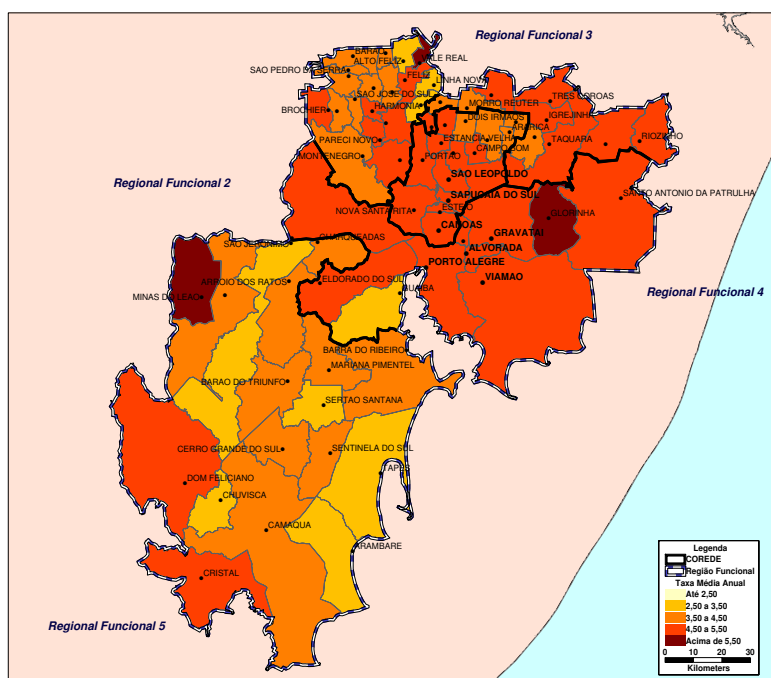 Regional Funcional 3
BARAO
ALTO FELIZ
VALE REAL
SAO PEDRO DA SERRA
FELIZ
LINHA NOVA
SAO JOSE DO SUL
TRES COROAS
BROCHIER
HARMONIA
MORRO REUTER
DOIS IRMAOS
IGREJINHA
ARARICA
PARECI NOVO
ESTANCIA VELHA
TAQUARA
RIOZINHO
CAMPO BOM
MONTENEGRO
PORTAO
Regional Funcional 2
SAO LEOPOLDO
SAPUCAIA DO SUL
SANTO ANTONIO DA PATRULHA
NOVA SANTA RITA
ESTEIO
GLORINHA
CANOAS
GRAVATAI
SAO JERONIMO
CHARQUEADAS
ALVORADA
PORTO ALEGRE
ARROIO DOS RATOS
ELDORADO DO SUL
VIAMAO
GUAIBA
Regional Funcional 4
MINAS DO LEAO
BARRA DO RIBEIRO
MARIANA PIMENTEL
BARAO DO TRIUNFO
SERTAO SANTANA
CERRO GRANDE DO SUL
SENTINELA DO SUL
TAPES
DOM FELICIANO
CHUVISCA
CAMAQUA
ARAMBARE
CRISTAL
Regional Funcional 5
Legenda
COREDE
Região Funcional
Taxa Média Anual
Até 2,50
2,50 a 3,50
3,50 a 4,50
4,50 a 5,50
Acima de 5,50
0 10 20 30
Kilometers